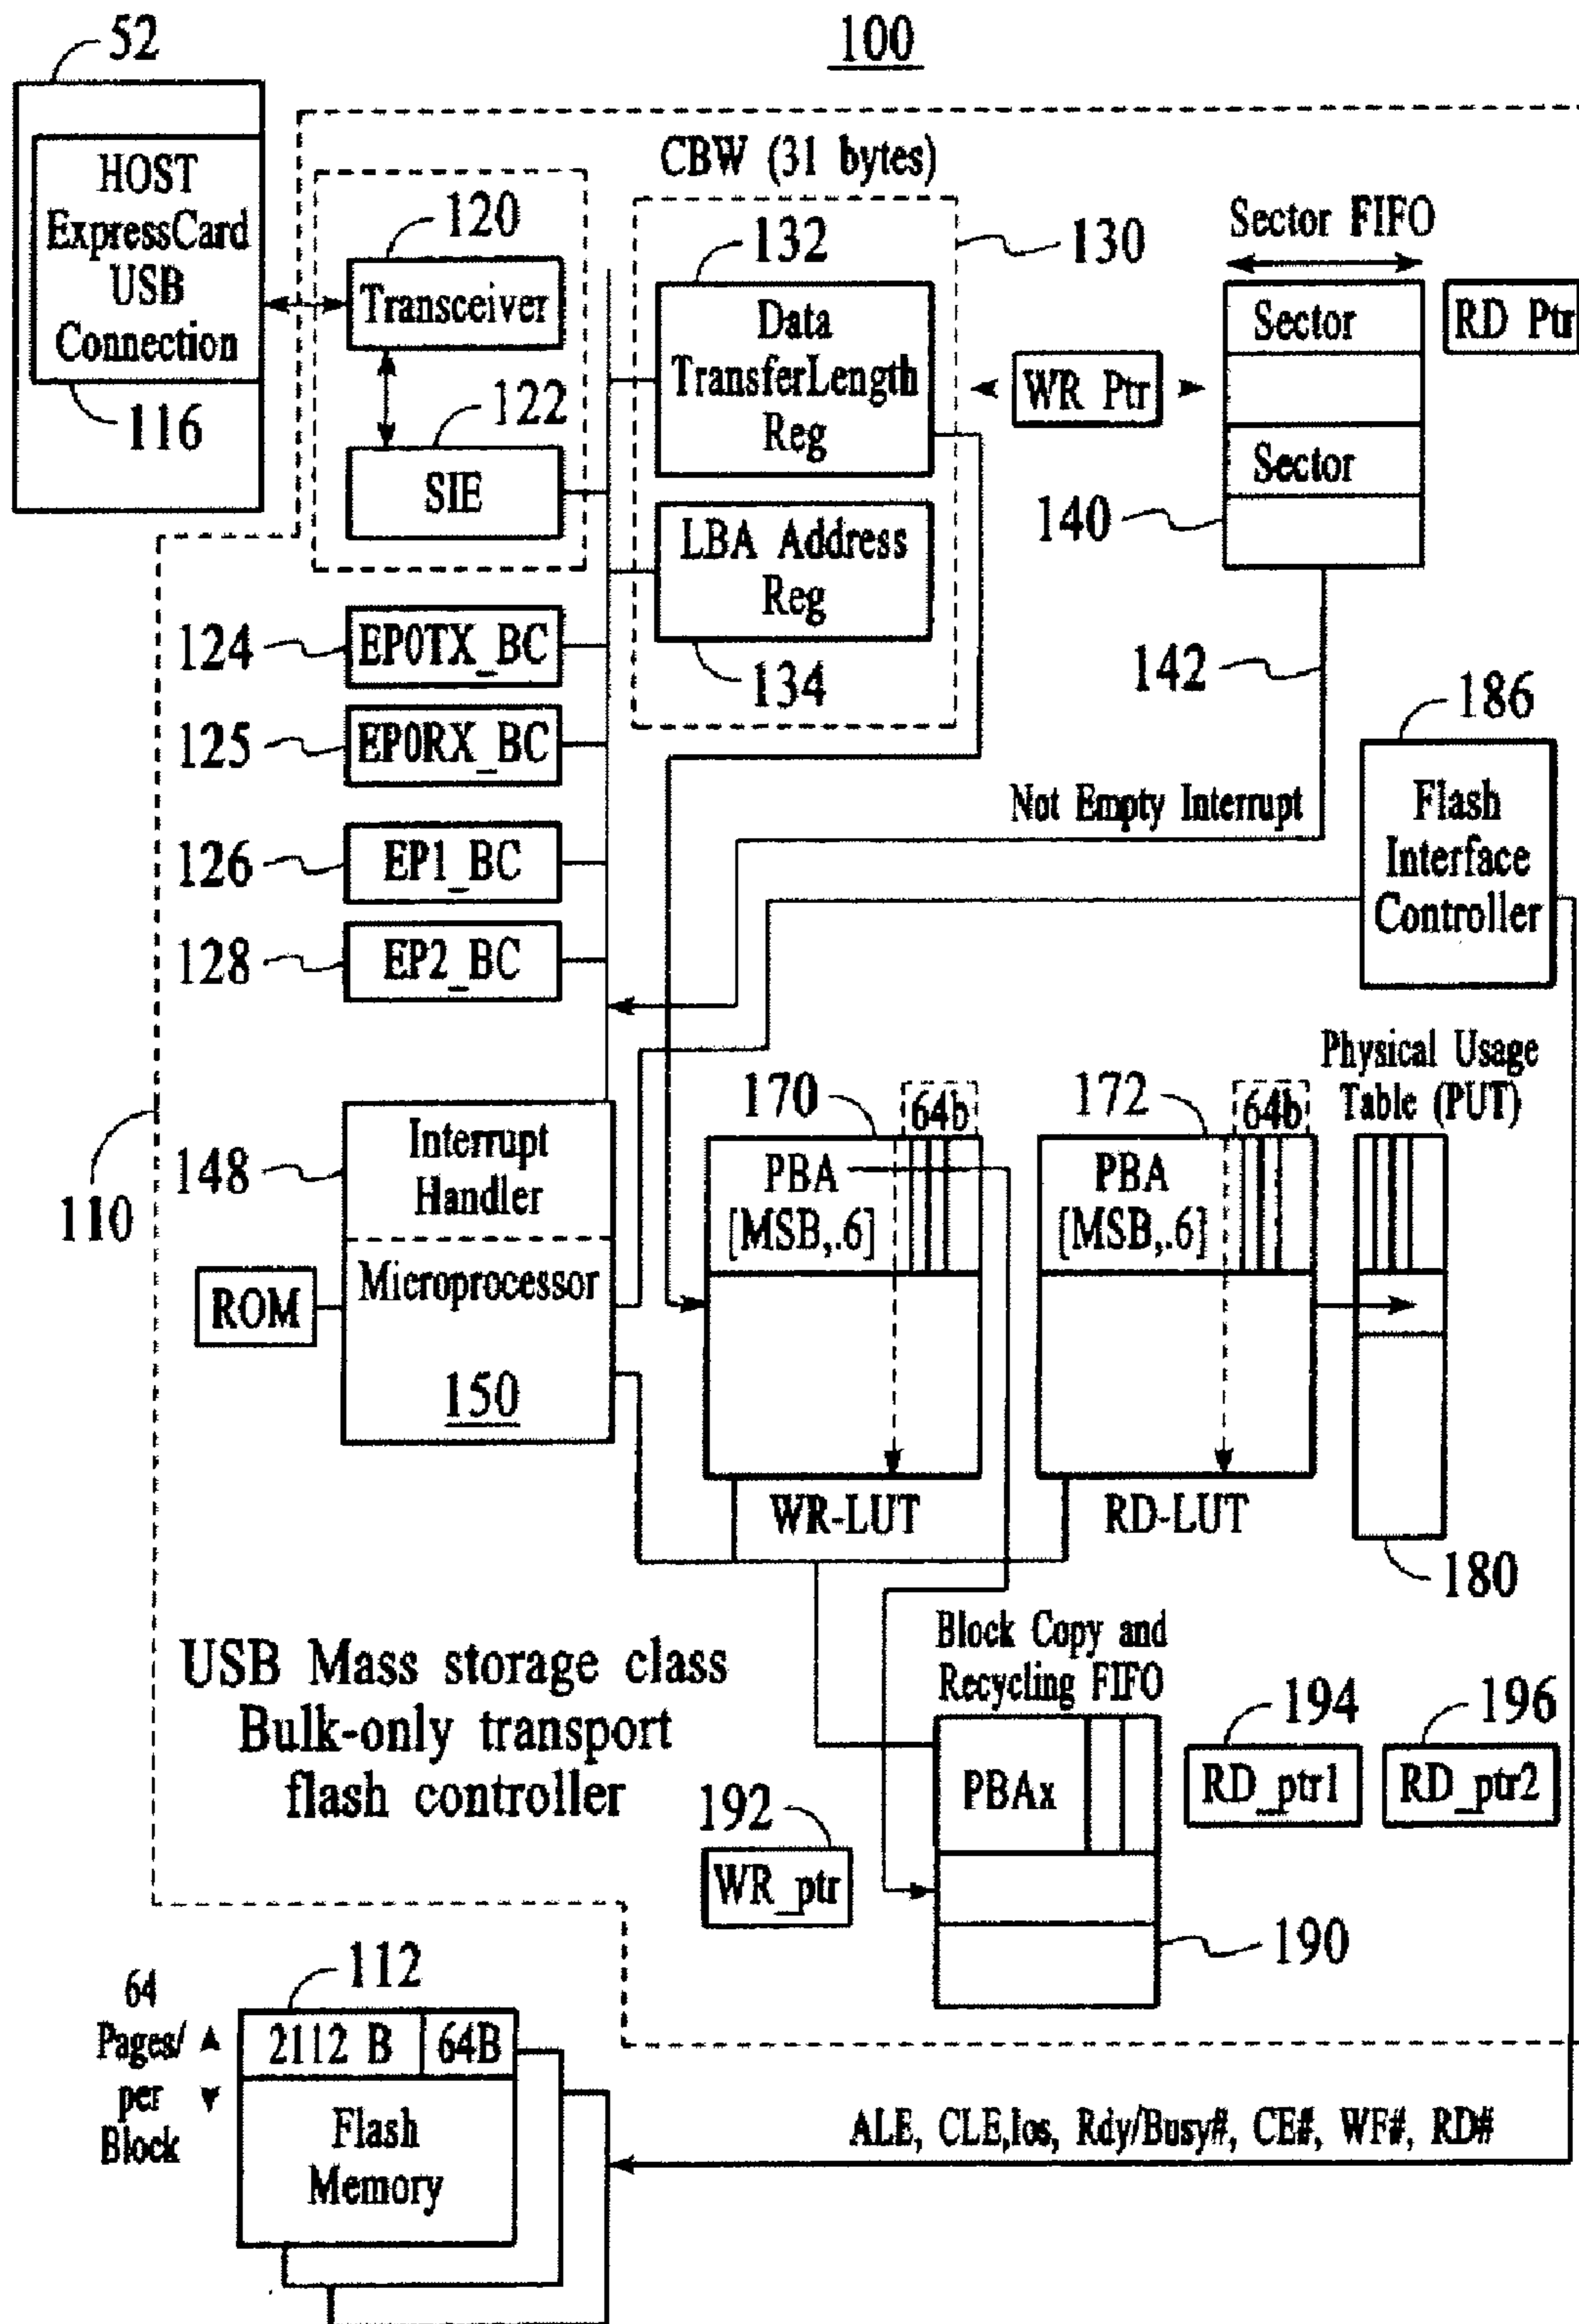 100
52
HOST
ExpressCard
USB
Connection
116
120
Transceiver
122
SIE
CBW (31 bytes)
130
132
Data
TransferLength
Reg
LBA Address
Reg
134
Sector FIFO
Sector
RD Ptr
WR Ptr
Sector
140
142
124
EP0TX_BC
125
EP0RX_BC
126
EP1_BC
128
EP2_BC
Not Empty Interrupt
186
Flash
Interface
Controller
110
148
Interrupt
Handler
Microprocessor
150
ROM
170
64b
PBA
[MSB,.6]
WR-LUT
172
64b
PBA
[MSB,.6]
RD-LUT
Physical Usage
Table (PUT)
180
USB Mass storage class
Bulk-only transport
flash controller
Block Copy and
Recycling FIFO
PBAx
190
192
WR_ptr
194
RD_ptr1
196
RD_ptr2
64
Pages/
per
Block
112
2112 B
64B
Flash
Memory
ALE, CLE,Ios, Rdy/Busy#, CE#, WF#, RD#